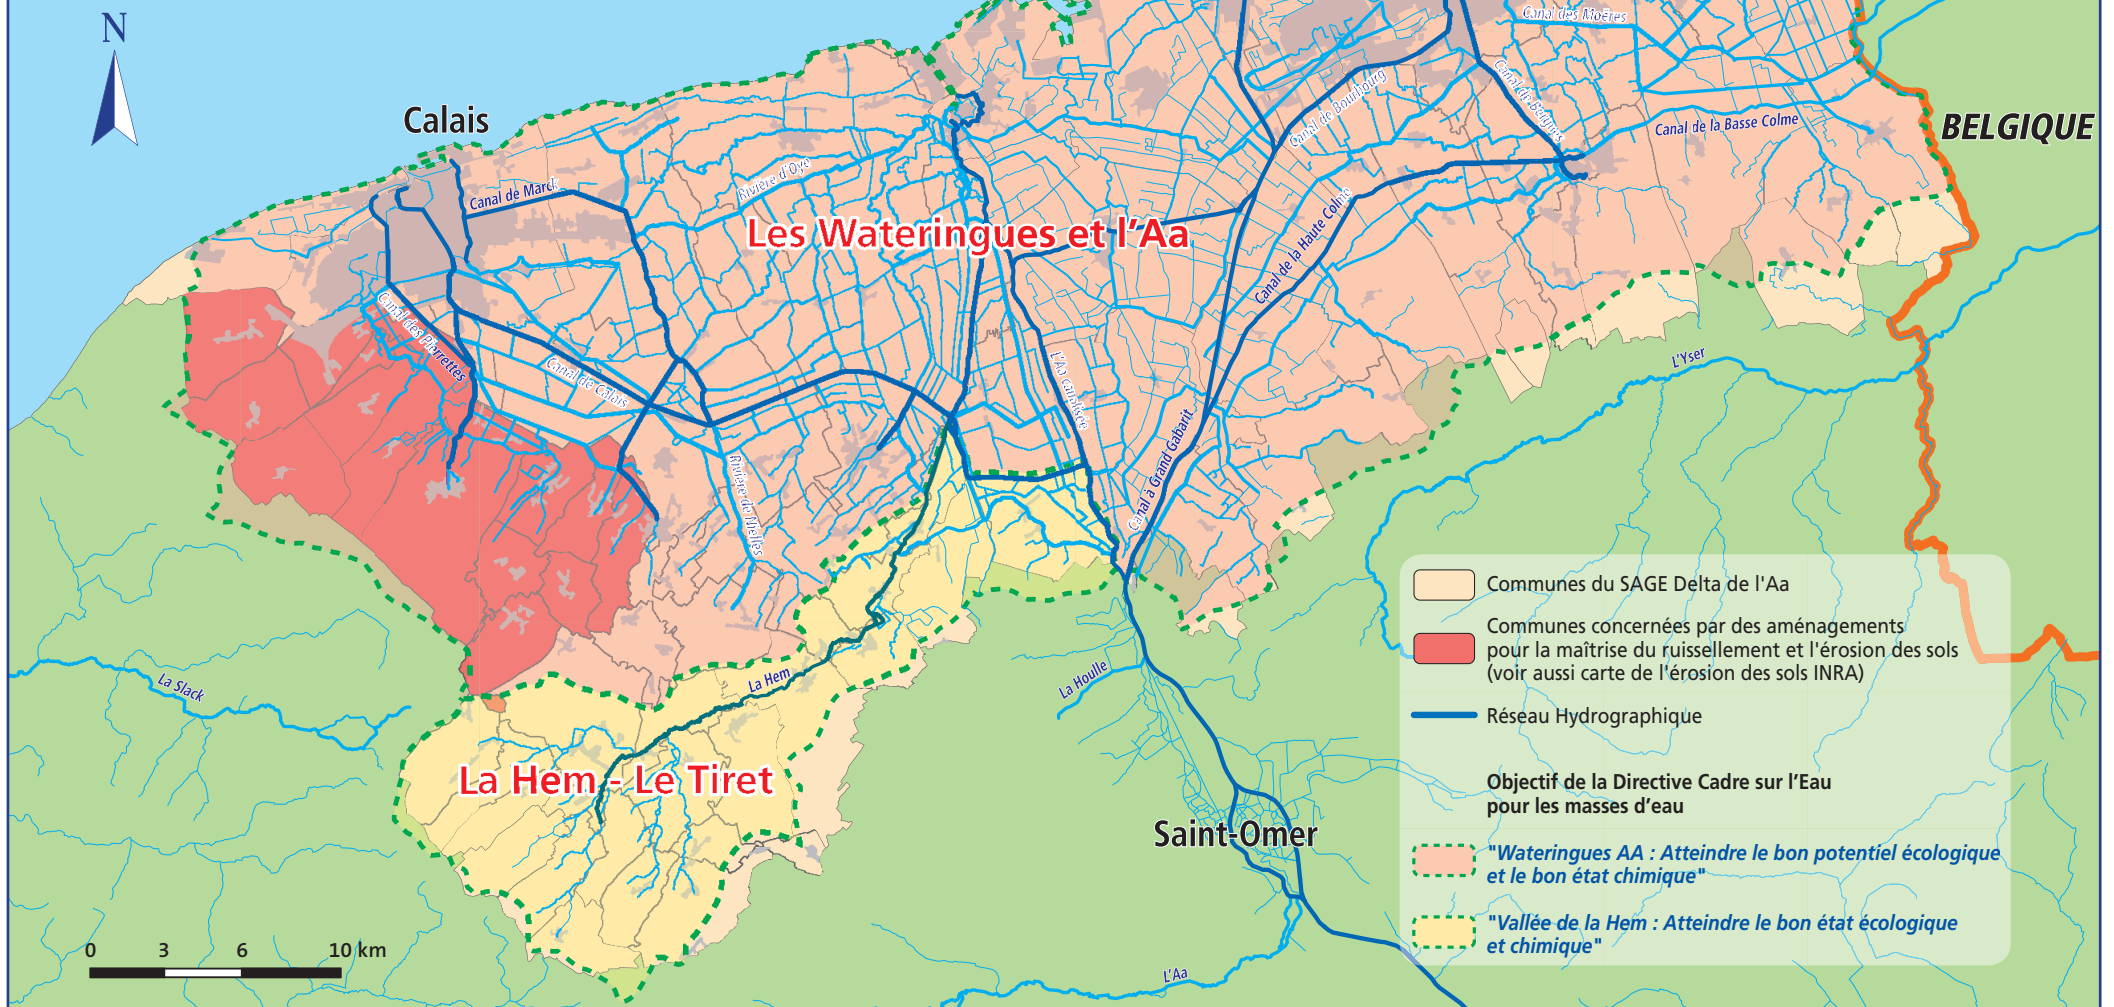 N
Canal des Moëres
Calais
Canal de Bourbourg
Canal de Bergues
Canal de la Basse Colme
BELGIQUE
Canal de Marck
Rivière d'Oye
Les Wateringues et l'Aa
Canal de la Haute Colme
Canal des Pierrettes
Canal de Calais
L'Aa canalisée
L'Yser
Canal à Grand Gabarit
Rivière de Nielles
La Slack
La Hem
La Houlle
La Hem - Le Tiret
Saint-Omer
L'Aa
0 3 6 10 km
Communes du SAGE Delta de l'Aa
Communes concernées par des aménagements
pour la maîtrise du ruissellement et l'érosion des sols
(voir aussi carte de l'érosion des sols INRA)
Réseau Hydrographique
Objectif de la Directive Cadre sur l'Eau
pour les masses d'eau
"Wateringues AA : Atteindre le bon potentiel écologique
et le bon état chimique"
"Vallée de la Hem : Atteindre le bon état écologique
et chimique"